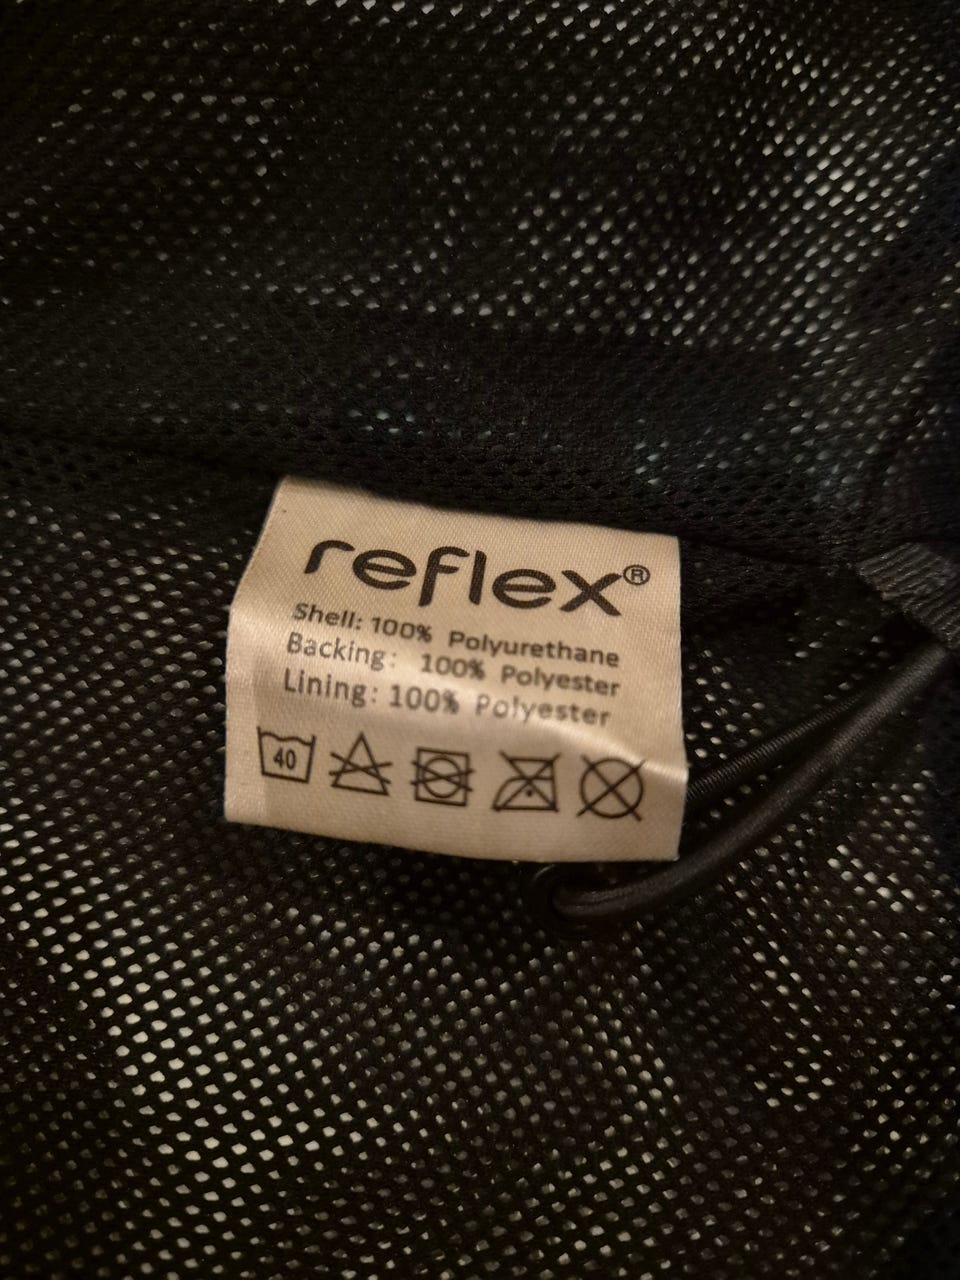 reflex®
Shell: 100% Polyurethane
Backing: 100% Polyester
Lining: 100% Polyester
40